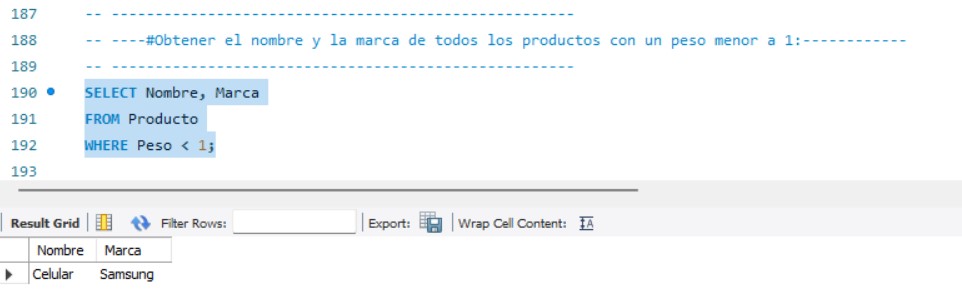 187 -- ---------------------------------------------------
188 -- ----#Obtener el nombre y la marca de todos los productos con un peso menor a 1:------------
189 -- ---------------------------------------------------
190 SELECT Nombre, Marca
191 FROM Producto
192 WHERE Peso < 1;
193
Result Grid Filter Rows: Export: Wrap Cell Content: IA
Nombre Marca
Celular Samsung